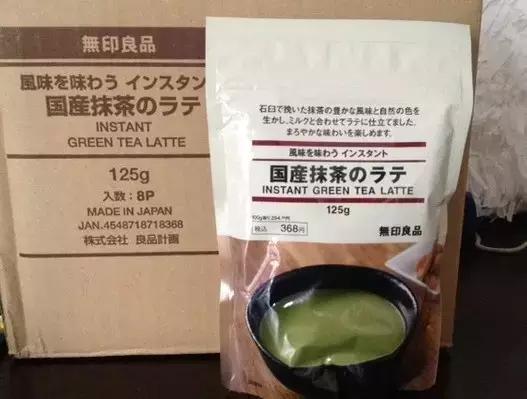 無印良品
風味を味わう インスタン
国産抹茶のラテ
INSTANT
GREEN TEA LATTE
125g
入数：8P
MADE IN JAPAN
JAN.4548718718368
株式会社 良品計画
石臼で挽いた抹茶の豊かな風味と自然の色を
生かし、ミルクと合わせてラテに仕立てました。
まろやかな味わいを楽しめます。
風味を味わう インスタント
国産抹茶のラテ
INSTANT GREEN TEA LATTE
125g
税込 368円
無印良品